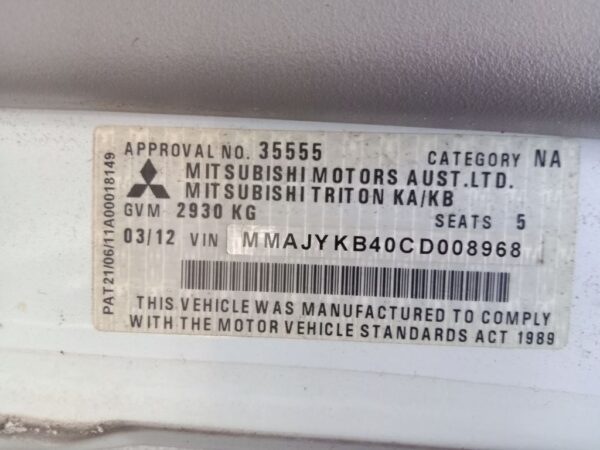 APPROVAL NO. 35555 CATEGORY NA
MITSUBISHI MOTORS AUST.LTD.
MITSUBISHI TRITON KA/KB
GVM 2930 KG SEATS 5
03/12 VIN MMAJYKB40CD008968
THIS VEHICLE WAS MANUFACTURED TO COMPLY
WITH THE MOTOR VEHICLE STANDARDS ACT 1989
PAT21/06/11A00018149